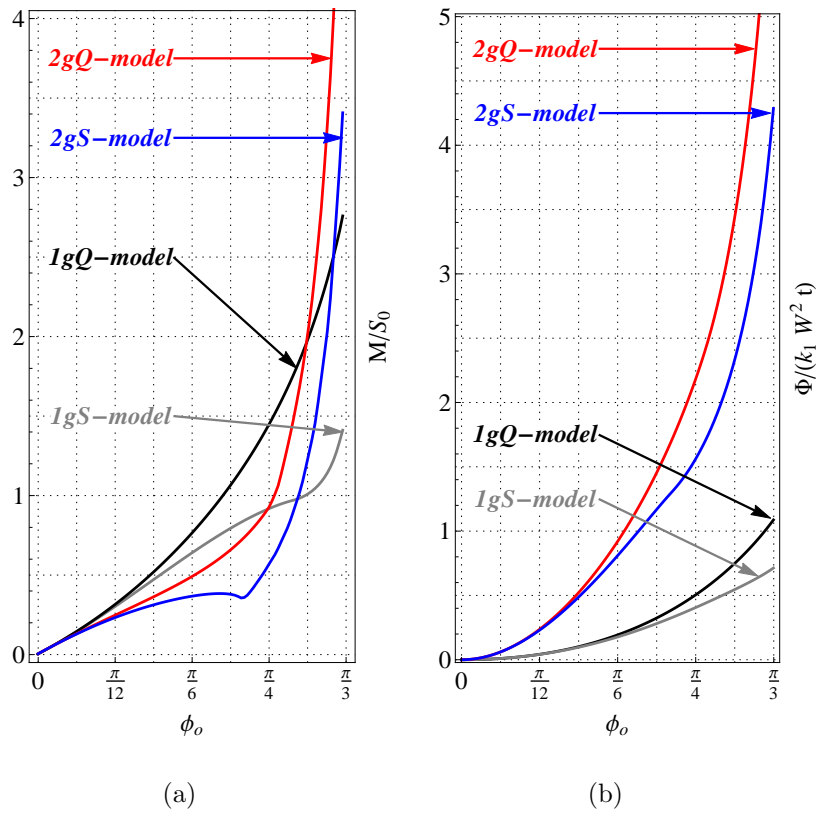 4
3
2
1
0
2gQ−model
2gS−model
1gQ−model
1gS−model
M/S₀
0
π/12
π/6
π/4
π/3
ϕₒ
(a)
5
4
3
2
1
0
2gQ−model
2gS−model
1gQ−model
1gS−model
Φ/(k₁ W² t)
0
π/12
π/6
π/4
π/3
ϕₒ
(b)